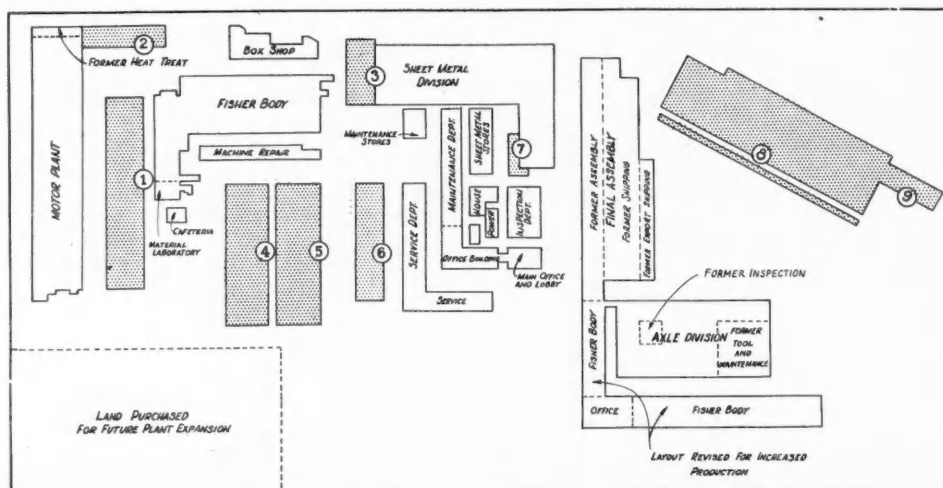 2
FORMER HEAT TREAT
BOX SHOP
3
SHEET METAL
DIVISION
FISHER BODY
MOTOR PLANT
1
MACHINE REPAIR
CAFETERIA
MATERIAL
LABORATORY
MAINTENANCE
STORES
MAINTENANCE DEPT.
SHEET METAL
STORES
7
4
5
6
SERVICE DEPT.
HOUSE
POWER
INSPECTION
DEPT.
OFFICE BUILDING
MAIN OFFICE
AND LOBBY
SERVICE
LAND PURCHASED
FOR FUTURE PLANT EXPANSION
FORMER ASSEMBLY
FINAL ASSEMBLY
FORMER SHIPPING
FORMER EXPORT SHIPPING
8
9
FORMER INSPECTION
FISHER BODY
AXLE DIVISION
FORMER
TOOL
AND
MAINTENANCE
OFFICE
FISHER BODY
LAYOUT REVISED FOR INCREASED
PRODUCTION